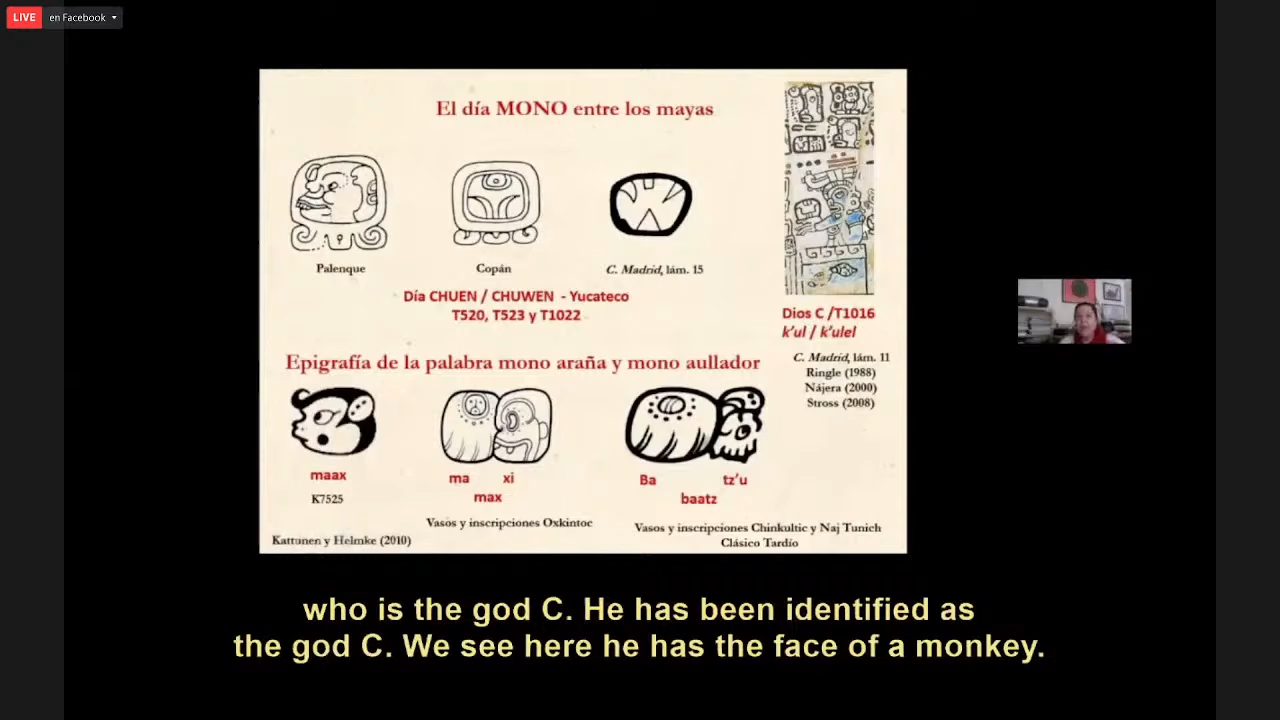 LIVE en Facebook
El día MONO entre los mayas
Palenque
Copán
C. Madrid, lám. 15
Día CHUEN / CHUWEN - Yucateco
T520, T523 y T1022
Dios C /T1016
k'ul / k'ulel
C. Madrid, lám. 11
Ringle (1988)
Nájera (2000)
Stross (2008)
Epigrafía de la palabra mono araña y mono aullador
maax
K7525
ma xi
max
Vasos y inscripciones Oxkintoc
Ba tz'u
baatz
Vasos y inscripciones Chinkultic y Naj Tunich
Clásico Tardío
Kattunen y Helmke (2010)
who is the god C. He has been identified as
the god C. We see here he has the face of a monkey.